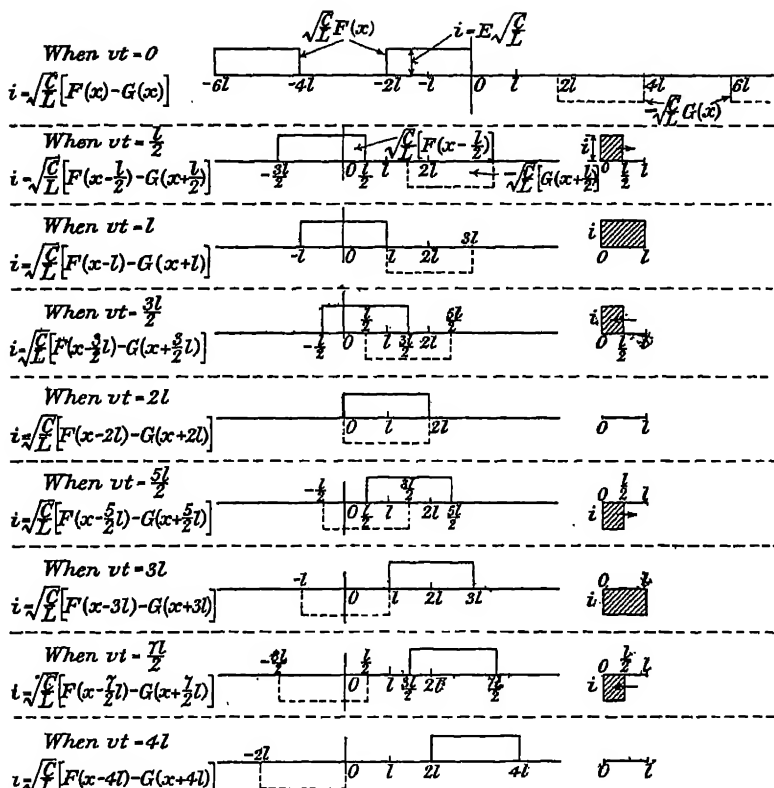 When vt = 0
i = √C/L [F(x) − G(x)]
√C/L F(x)
i = E √C/L
−6l −4l −2l −l 0 l 2l 4l 6l
−√C/L G(x)
When vt = l/2
i = √C/L [F(x − l/2) − G(x + l/2)]
√C/L [F(x − l/2)]
−√C/L [G(x + l/2)]
−3l/2 0 l/2 l 2l
i 0 l/2 l
When vt = l
i = √C/L [F(x − l) − G(x + l)]
−l 0 l 2l 3l
i 0 l
When vt = 3l/2
i = √C/L [F(x − 3/2 l) − G(x + 3/2 l)]
−l/2 0 l/2 l 3l/2 2l 5l/2
i 0 l/2 l
When vt = 2l
i = √C/L [F(x − 2l) − G(x + 2l)]
0 l 2l
0 l
When vt = 5l/2
i = √C/L [F(x − 5/2 l) − G(x + 5/2 l)]
−l/2 0 l/2 l 3l/2 2l 5l/2
0 l/2 l i
When vt = 3l
i = √C/L [F(x − 3l) − G(x + 3l)]
−l 0 l 2l 3l
0 l i
When vt = 7l/2
i = √C/L [F(x − 7/2 l) − G(x + 7/2 l)]
0 l/2 l 3l/2 2l 7l/2
0 l/2 l i
When vt = 4l
i = √C/L [F(x − 4l) − G(x + 4l)]
−2l 0 l 2l 4l
0 l